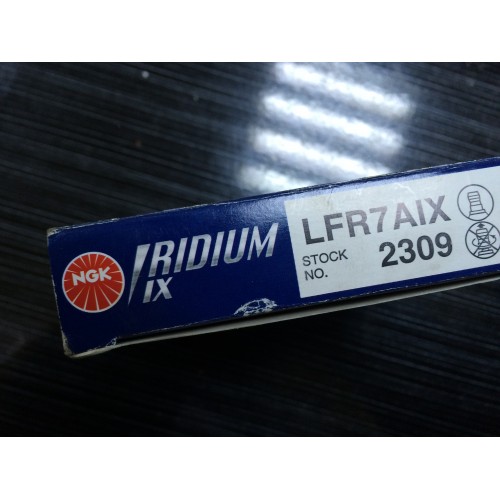 NGK
IRIDIUM
IX
LFR7AIX
STOCK
NO.
2309